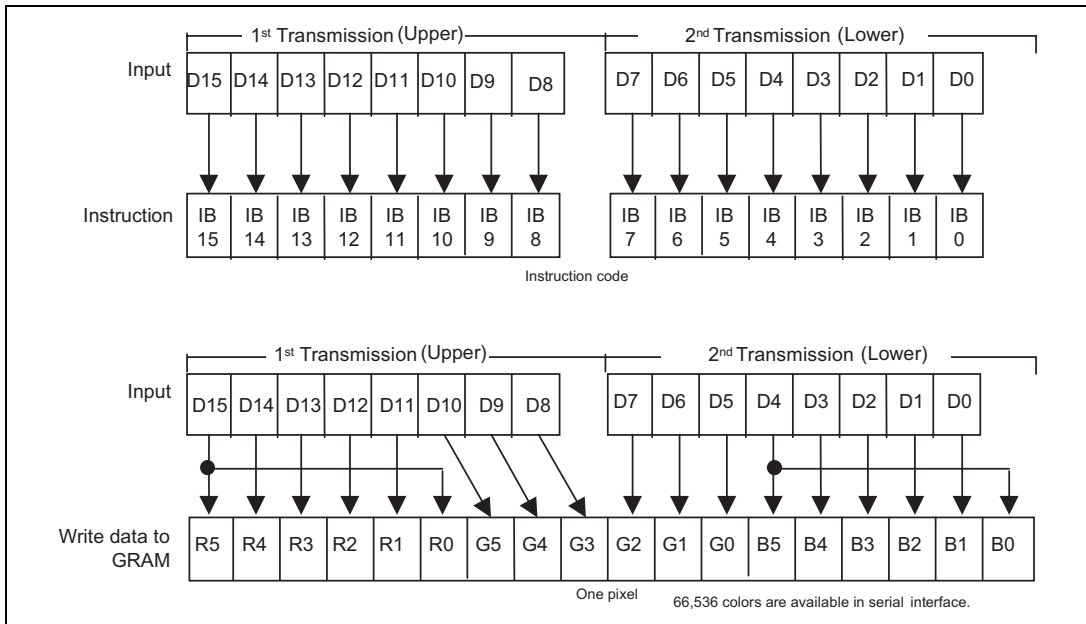 1st Transmission (Upper) 2nd Transmission (Lower)
Input D15 D14 D13 D12 D11 D10 D9 D8 D7 D6 D5 D4 D3 D2 D1 D0
Instruction IB 15 IB 14 IB 13 IB 12 IB 11 IB 10 IB 9 IB 8 IB 7 IB 6 IB 5 IB 4 IB 3 IB 2 IB 1 IB 0
Instruction code
1st Transmission (Upper) 2nd Transmission (Lower)
Input D15 D14 D13 D12 D11 D10 D9 D8 D7 D6 D5 D4 D3 D2 D1 D0
Write data to
GRAM
R5 R4 R3 R2 R1 R0 G5 G4 G3 G2 G1 G0 B5 B4 B3 B2 B1 B0
One pixel
66,536 colors are available in serial interface.